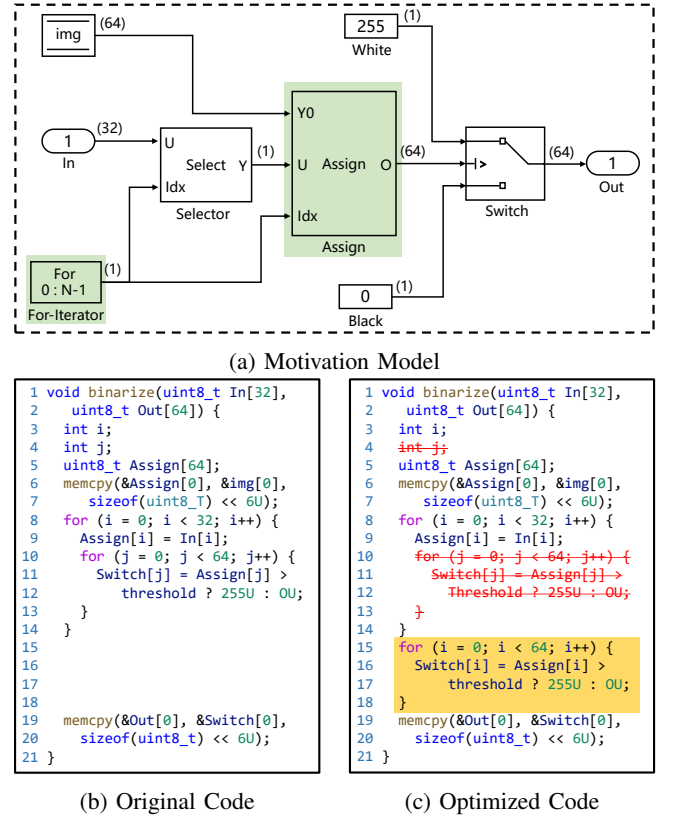 img
(64)
255
(1)
White
1
(32)
In
U
Select
(1)
Y
Idx
Selector
Y0
U
Assign
O
(64)
Idx
Assign
|>
Switch
(64)
1
Out
For
0 : N-1
(1)
For-Iterator
0
(1)
Black
(a) Motivation Model
1 void binarize(uint8_t In[32],
2 uint8_t Out[64]) {
3 int i;
4 int j;
5 uint8_t Assign[64];
6 memcpy(&Assign[0], &img[0],
7 sizeof(uint8_T) << 6U);
8 for (i = 0; i < 32; i++) {
9 Assign[i] = In[i];
10 for (j = 0; j < 64; j++) {
11 Switch[j] = Assign[j] >
12 threshold ? 255U : OU;
13 }
14 }
15
16
17
18
19 memcpy(&Out[0], &Switch[0],
20 sizeof(uint8_t) << 6U);
21 }
(b) Original Code
1 void binarize(uint8_t In[32],
2 uint8_t Out[64]) {
3 int i;
4 int j;
5 uint8_t Assign[64];
6 memcpy(&Assign[0], &img[0],
7 sizeof(uint8_T) << 6U);
8 for (i = 0; i < 32; i++) {
9 Assign[i] = In[i];
10 for (j = 0; j < 64; j++) {
11 Switch[j] = Assign[j] >
12 Threshold ? 255U : OU;
13 }
14 }
15 for (i = 0; i < 64; i++) {
16 Switch[i] = Assign[i] >
17 threshold ? 255U : OU;
18 }
19 memcpy(&Out[0], &Switch[0],
20 sizeof(uint8_t) << 6U);
21 }
(c) Optimized Code